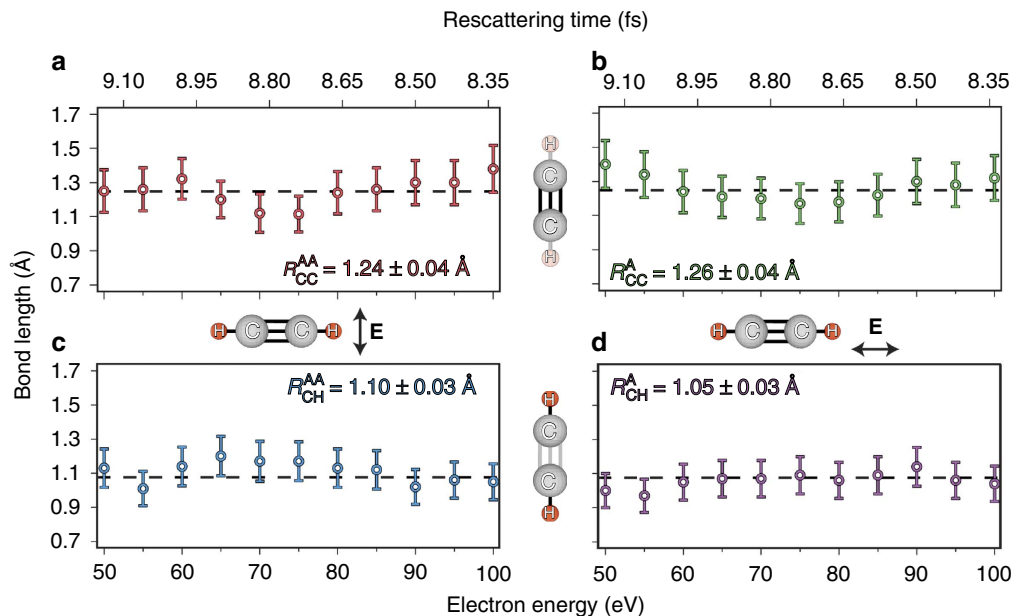 Rescattering time (fs)
a
b
9.10 8.95 8.80 8.65 8.50 8.35
9.10 8.95 8.80 8.65 8.50 8.35
Bond length (Å)
1.7
1.5
1.3
1.1
0.9
0.7
R^AA_CC = 1.24 ± 0.04 Å
H
C
C
H
R^A_CC = 1.26 ± 0.04 Å
H C C H E
H C C H E
c
d
1.7
1.5
1.3
1.1
0.9
0.7
R^AA_CH = 1.10 ± 0.03 Å
H
C
C
H
R^A_CH = 1.05 ± 0.03 Å
50 60 70 80 90 100
50 60 70 80 90 100
Electron energy (eV)